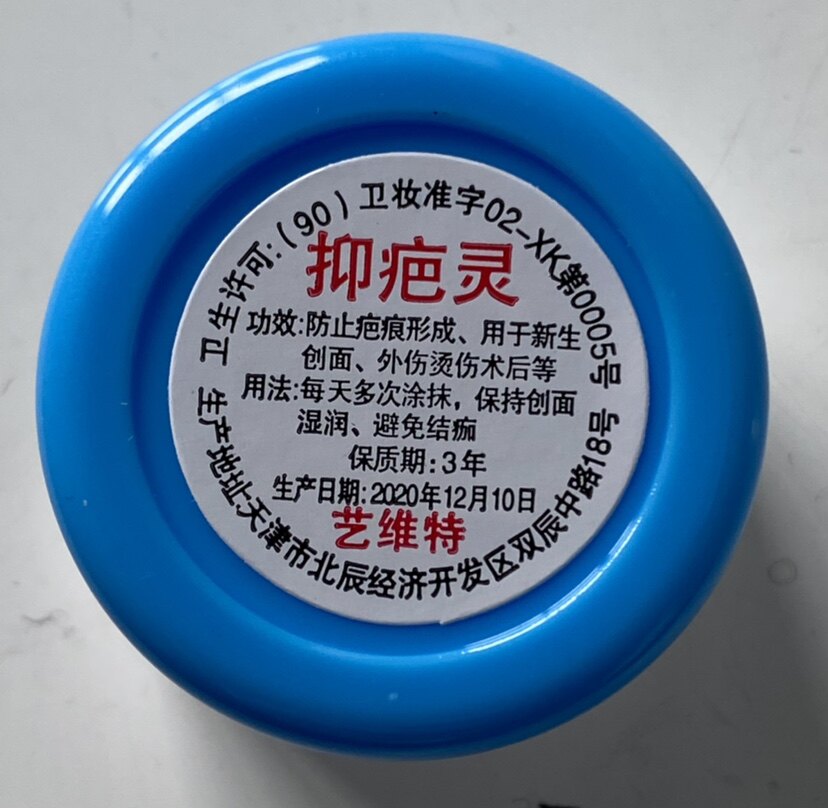 卫生许可:(90)卫妆准字02-XK第0005号
抑疤灵
功效:防止疤痕形成、用于新生
创面、外伤烫伤术后等
用法:每天多次涂抹，保持创面
湿润、避免结痂
保质期:3年
生产日期:2020年12月10日
艺维特
生产地址:天津市北辰经济开发区双辰中路18号